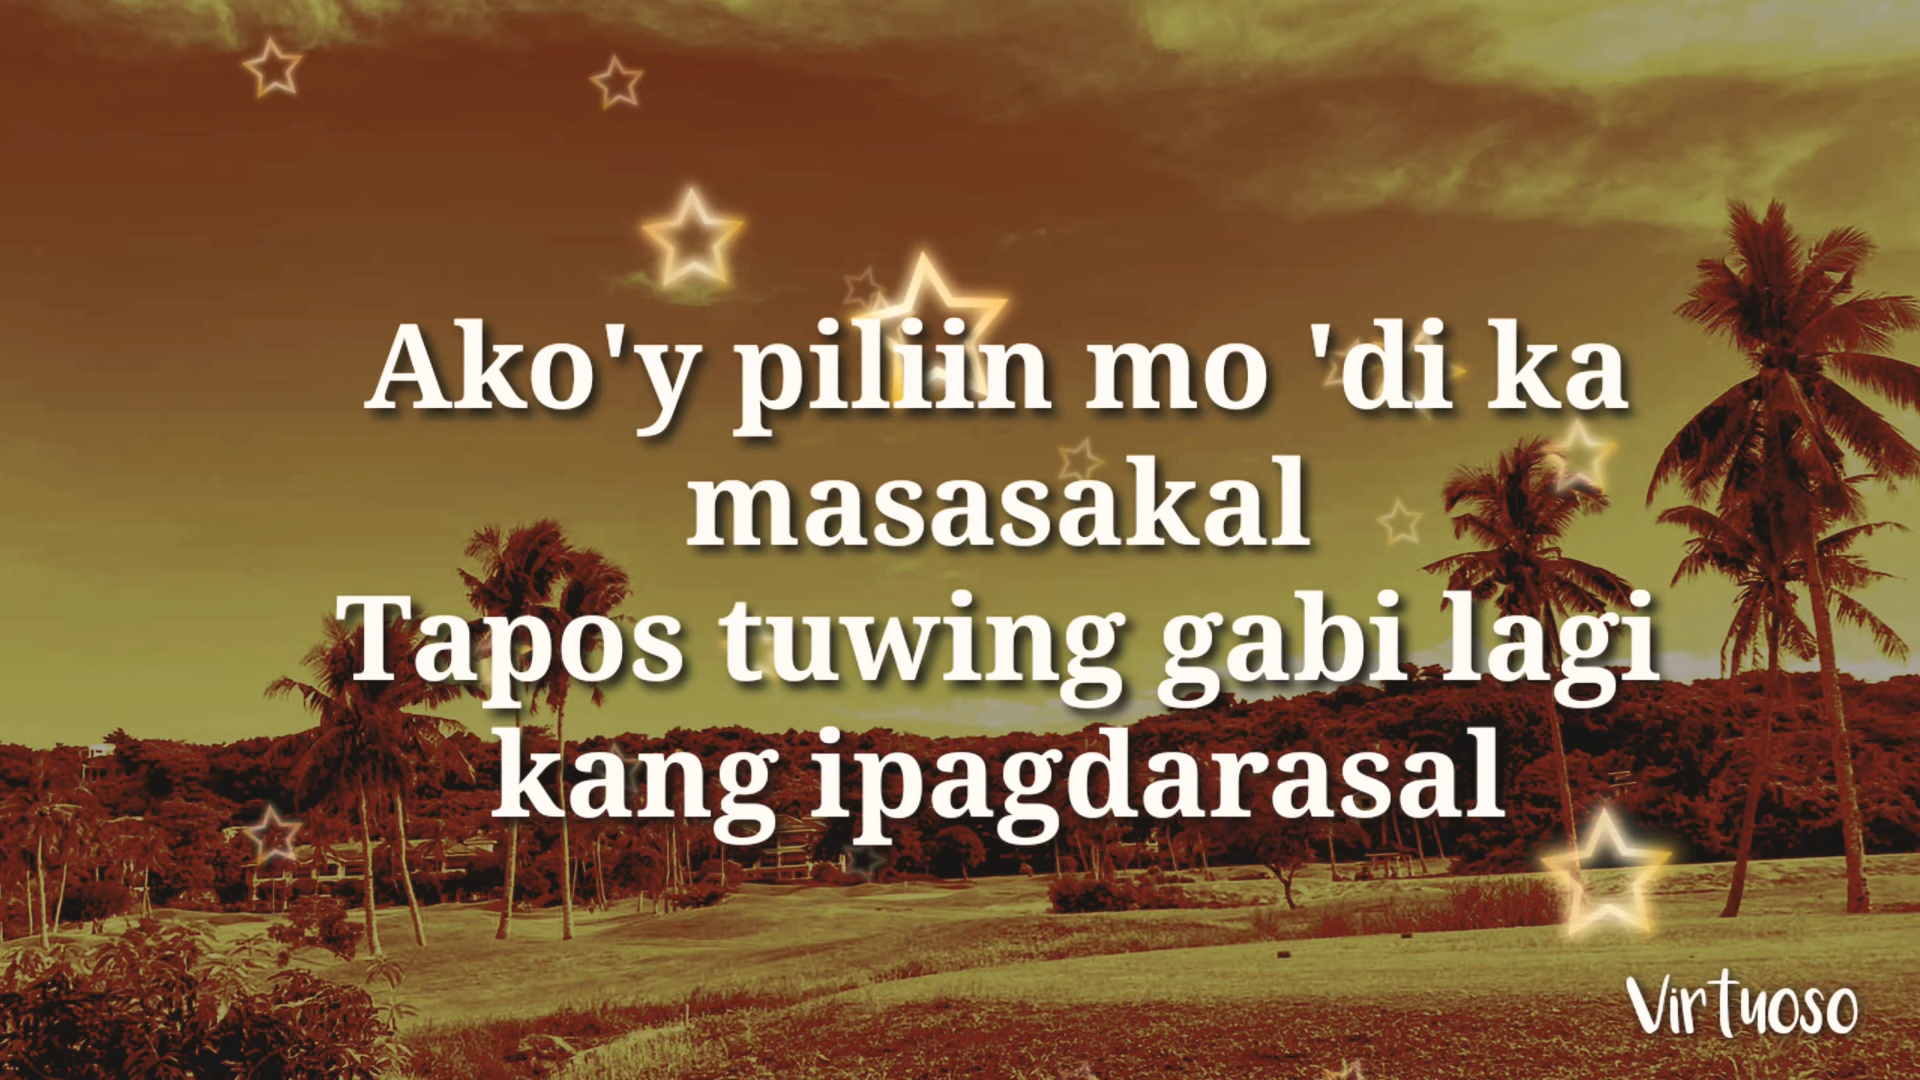 Ako'y piliin mo 'di ka
masasakal
Tapos tuwing gabi lagi
kang ipagdarasal
Virtuoso